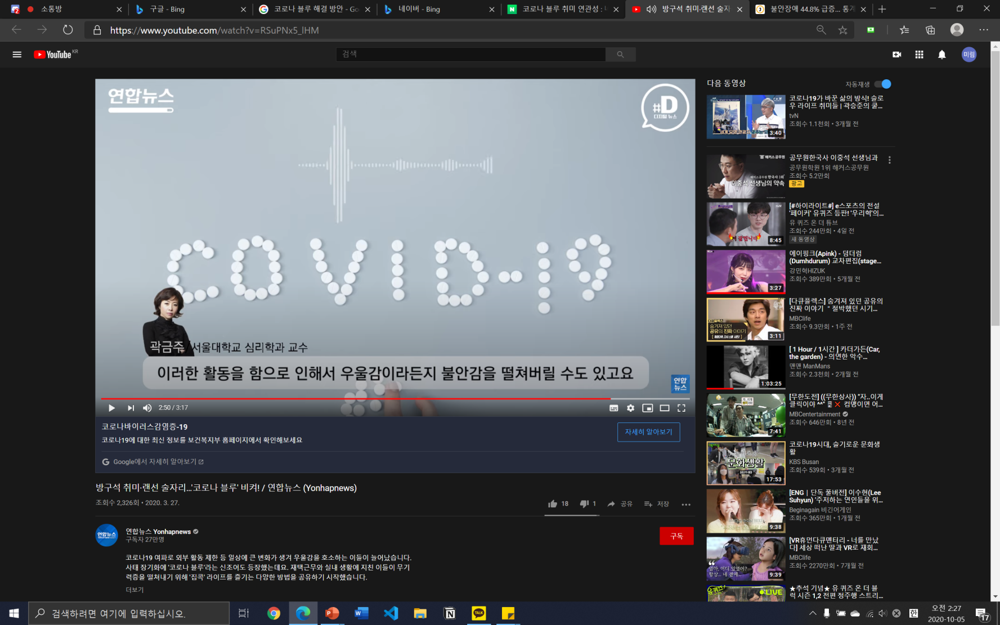 소통방
구글 - Bing
코로나 블루 해결 방안 - Go
네이버 - Bing
코로나 블루 취미 연관성 : 네
방구석 취미·랜선 술자
불안장애 44.8% 급증... 통계
https://www.youtube.com/watch?v=RSuPNx5_lHM
YouTube KR
검색
미림
연합뉴스
#D
디지털 뉴스
COVID-19
곽금주/서울대학교 심리학과 교수
이러한 활동을 함으로 인해서 우울감이라든지 불안감을 떨쳐버릴 수도 있고요
연합
뉴스
2:50 / 3:17
코로나바이러스감염증-19
코로나19에 대한 최신 정보를 보건복지부 홈페이지에서 확인해보세요
자세히 알아보기
Google에서 자세히 알아보기
방구석 취미·랜선 술자리...'코로나 블루' 비켜! / 연합뉴스 (Yonhapnews)
조회수 2,326회 • 2020. 3. 27.
18
1
공유
저장
연합뉴스
연합뉴스 Yonhapnews
구독자 27만명
구독
코로나19 여파로 외부 활동 제한 등 일상에 큰 변화가 생겨 우울감을 호소하는 이들이 늘어났습니다.
사태 장기화에 '코로나 블루'라는 신조어도 등장했는데요. 재택근무와 실내 생활에 지친 이들이 무기
력증을 떨쳐내기 위해 '집콕' 라이프를 즐기는 다양한 방법을 공유하기 시작했습니다.
더보기
다음 동영상
자동재생
코로나19가 바꾼 삶의 방식! 슬로
우 라이프 취미들 | 곽승준의 쿨...
tvN
조회수 1.1천회 • 3개월 전
3:40
공무원한국사 이중석 선생님과
공무원학원 1위 해커스공무원
조회수 5.2만회
광고
이중석 선생님의 약속
[#하이라이트#] e스포츠의 전설
'페이커' 유퀴즈 등판! '우리혁'의...
유 퀴즈 온 더 튜브
조회수 244만회 • 4일 전
새 동영상
8:45
에이핑크(Apink) - 덤더럼
(Dumhdurum) 교차편집(stage...
강민혁HIZUK
조회수 389만회 • 5개월 전
3:27
[다큐플렉스] 숨겨져 있던 공유의
진짜 이야기 " 절박했던 시기...
MBClife
조회수 9.3만회 • 1주 전
숨겨져 있던
공유의 진짜 이야기
3:11
[ 1 Hour / 1시간 ] 카더가든(Car,
the garden) - 의연한 악수...
맨맨 ManMans
조회수 2.3천회 • 2개월 전
1:03:25
[무한도전] ((무한상사)) "자..이게
클릭이야 ^^" 컴맹이면 어...
MBCentertainment
조회수 646만회 • 8년 전
7:41
코로나19시대, 슬기로운 문화생
활
KBS Busan
조회수 539회 • 3개월 전
문화생활
17:53
[ENG | 단독 풀버전] 이수현(Lee
Suhyun) '주저하는 연인들을 위...
Beginagain 비긴어게인
조회수 365만회 • 1개월 전
9:38
[VR휴먼다큐멘터리 - 너를 만났
다] 세상 떠난 딸과 VR로 재회...
MBClife
조회수 2270만회 • 7개월 전
엄마, 어디 있었어?
항상... 네 곁에...
9:39
★추석 기념★ 유 퀴즈 온 더 블
럭 시즌 1,2 전편 정주행 스트리...
유퀴즈!
LIVE
검색하려면 여기에 입력하십시오.
TALK
한
오전 2:27
2020-10-05
17